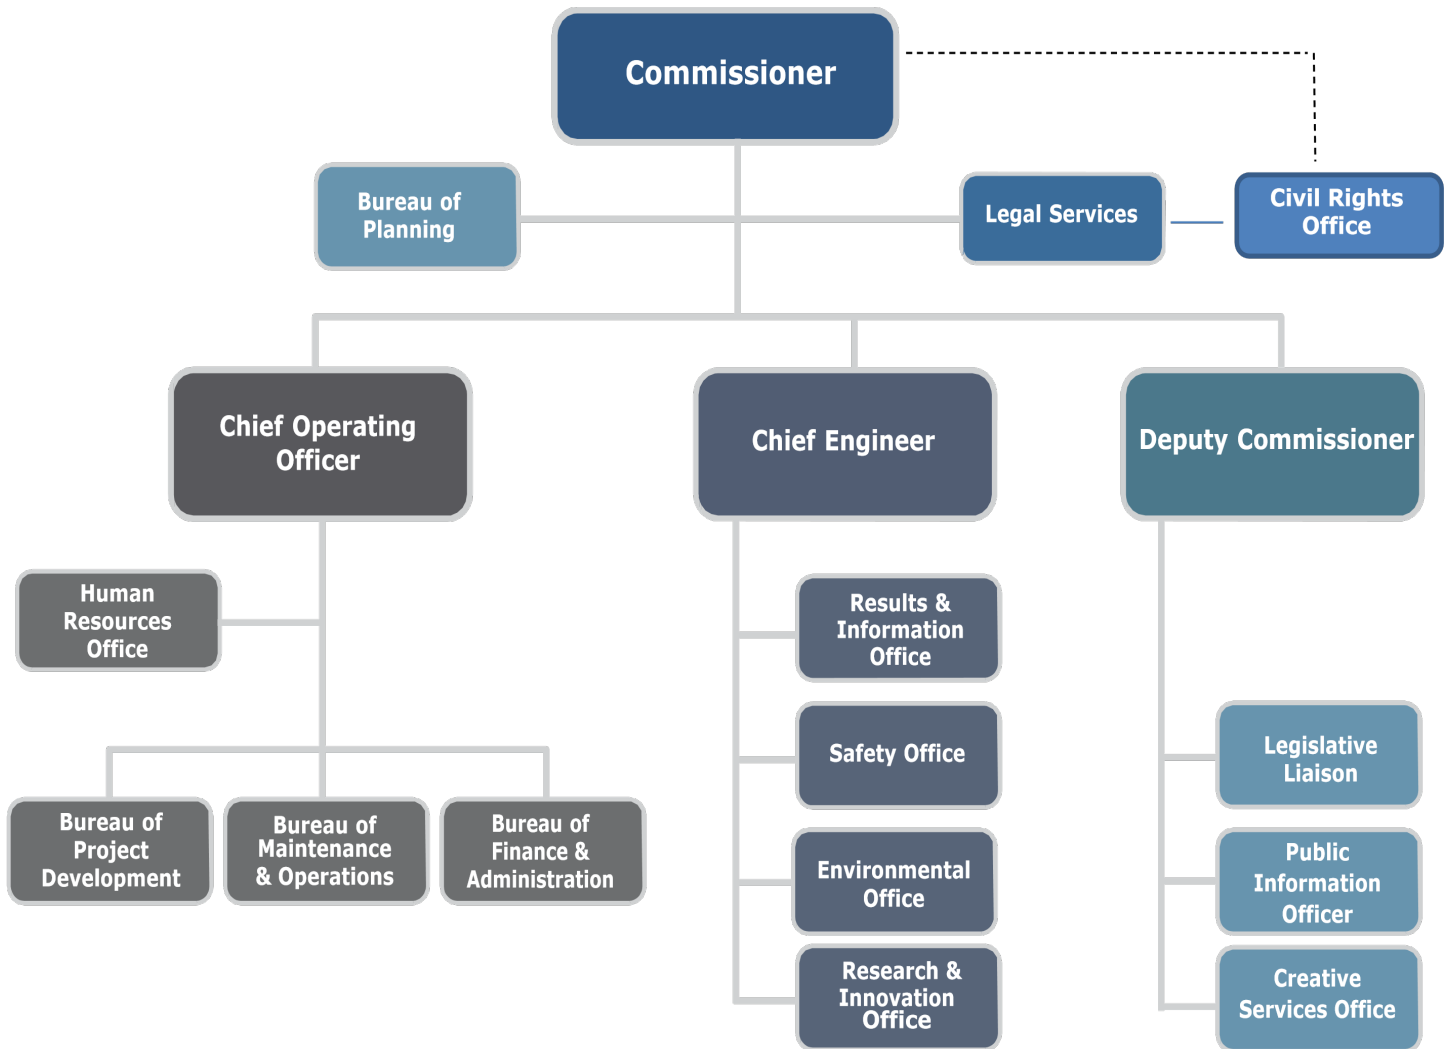 Commissioner
Bureau of
Planning
Legal Services
Civil Rights
Office
Chief Operating
Officer
Chief Engineer
Deputy Commissioner
Human
Resources
Office
Bureau of
Project
Development
Bureau of
Maintenance
& Operations
Bureau of
Finance &
Administration
Results &
Information
Office
Safety Office
Environmental
Office
Research &
Innovation
Office
Legislative
Liaison
Public
Information
Officer
Creative
Services Office